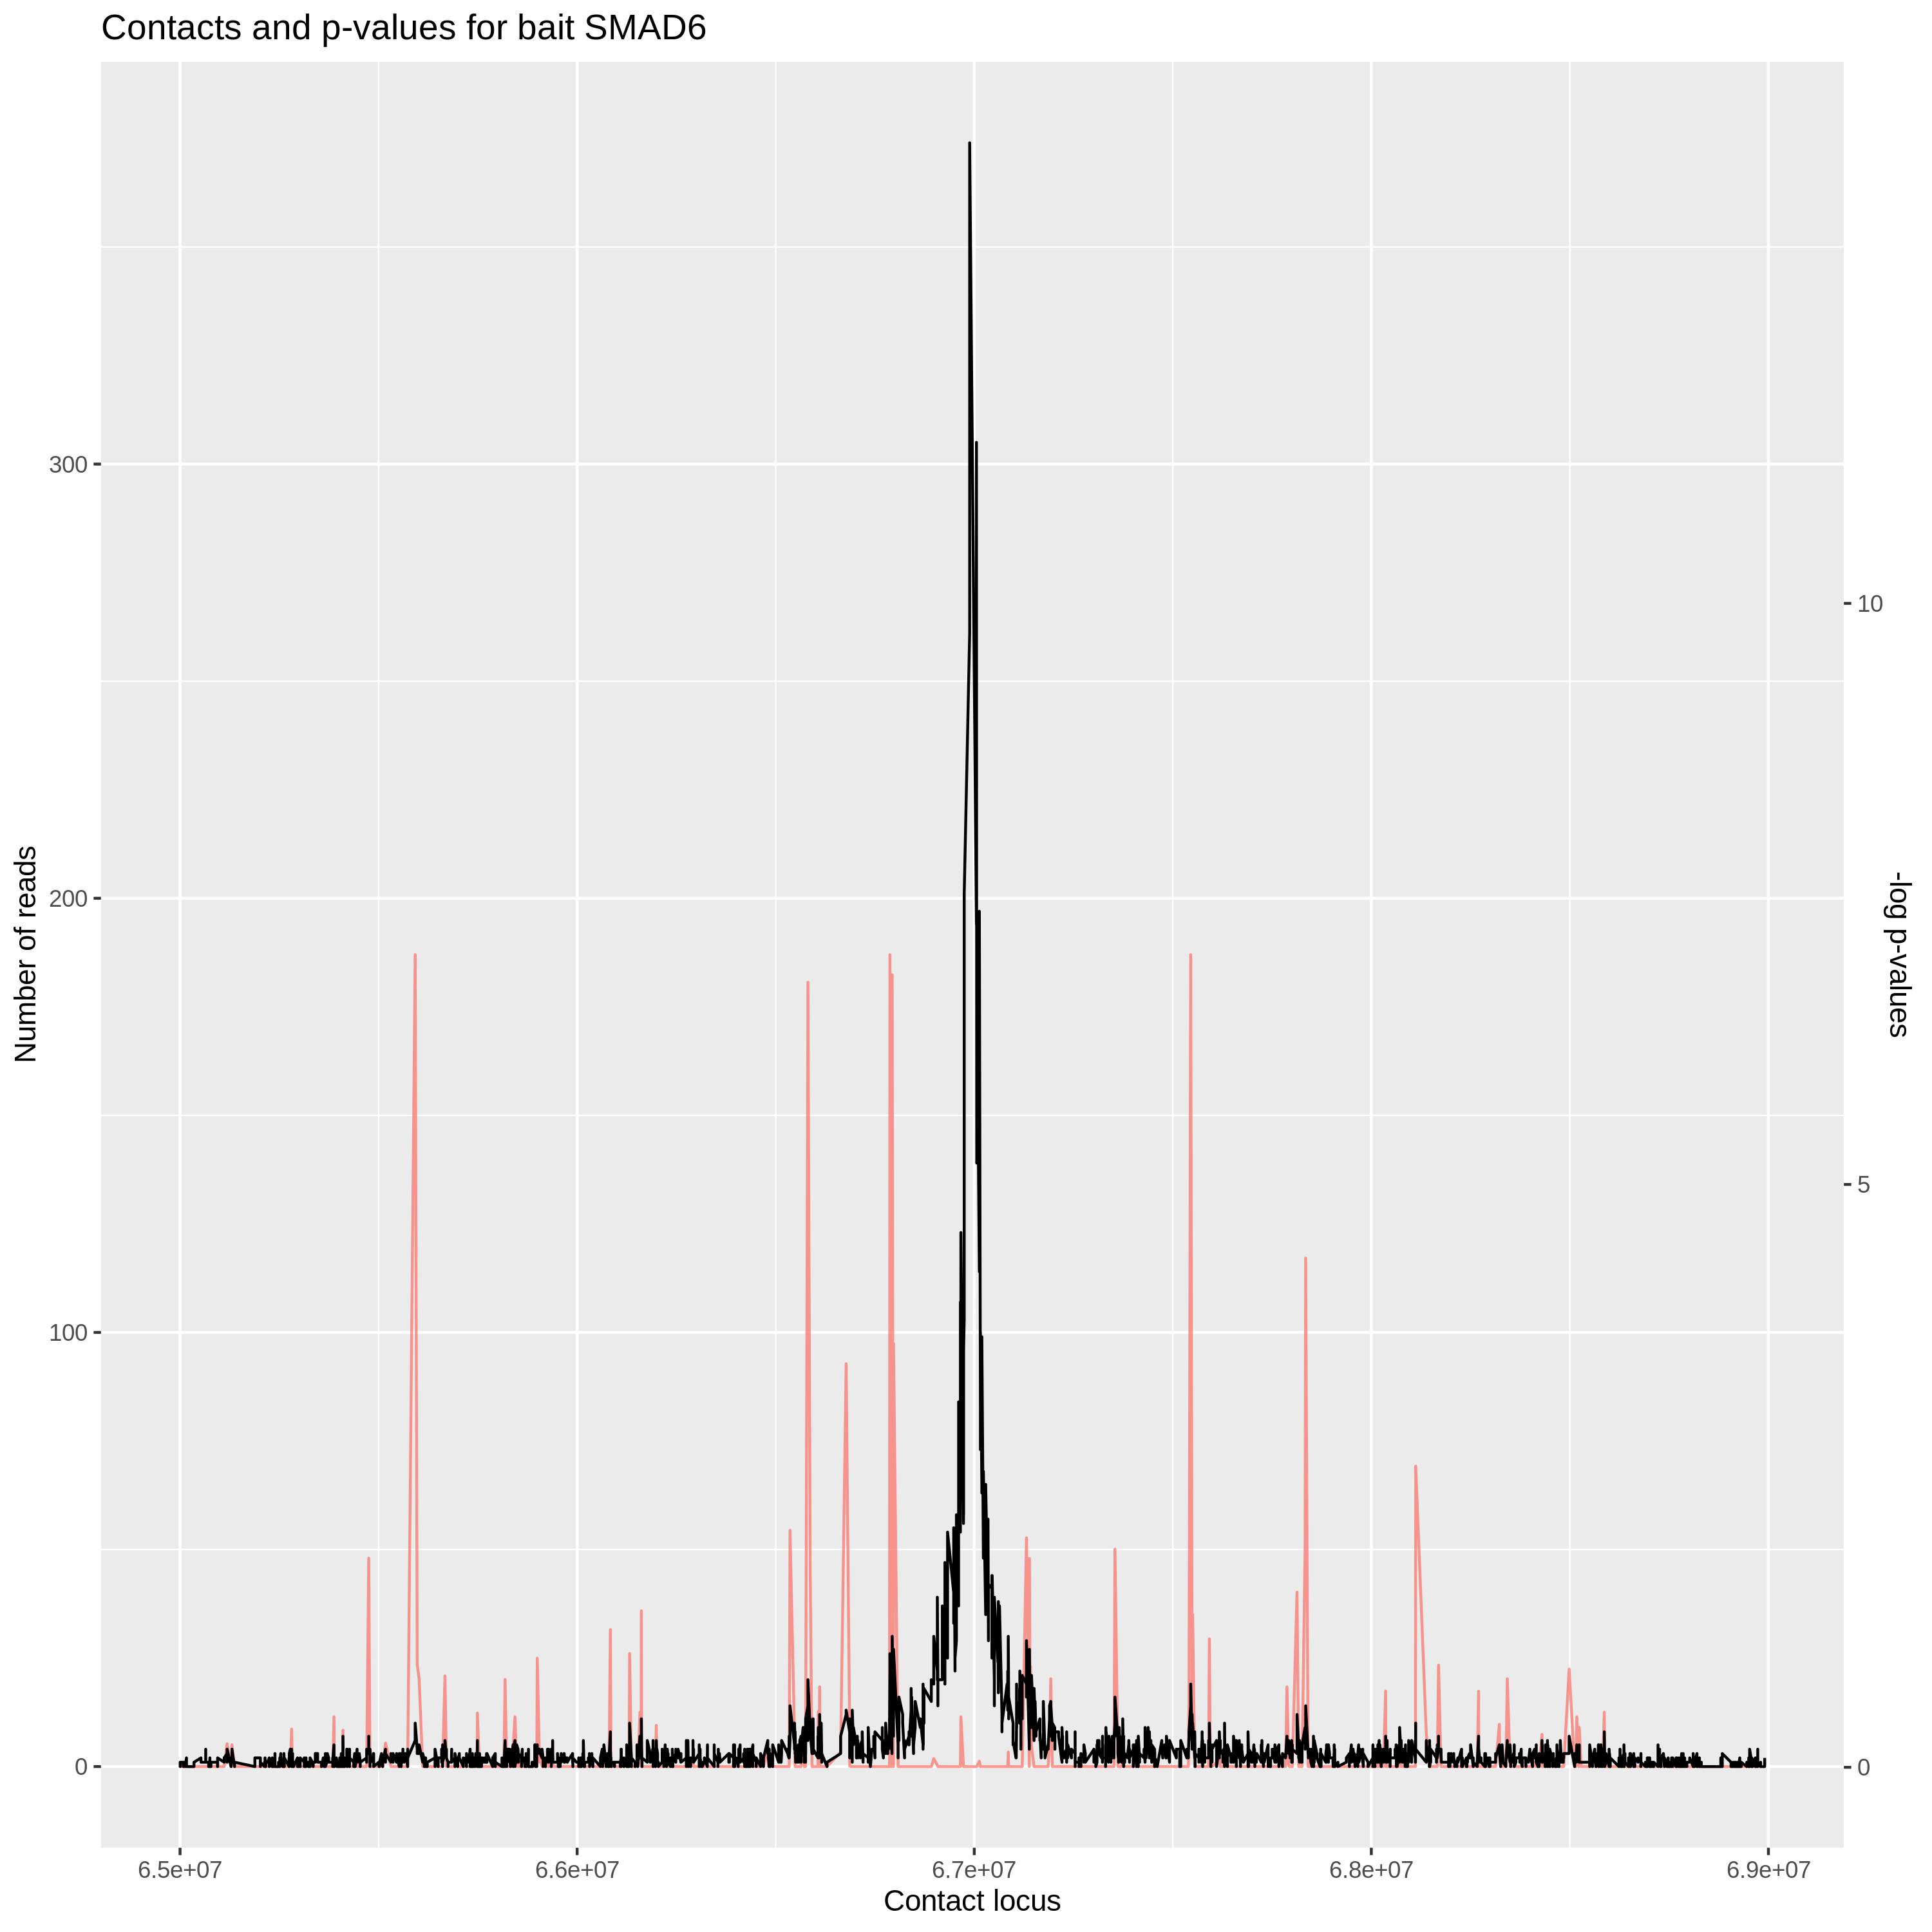 Contacts and p-values for bait SMAD6
Number of reads
300
200
100
0
10
5
0
-log p-values
6.5e+07 6.6e+07 6.7e+07 6.8e+07 6.9e+07
Contact locus